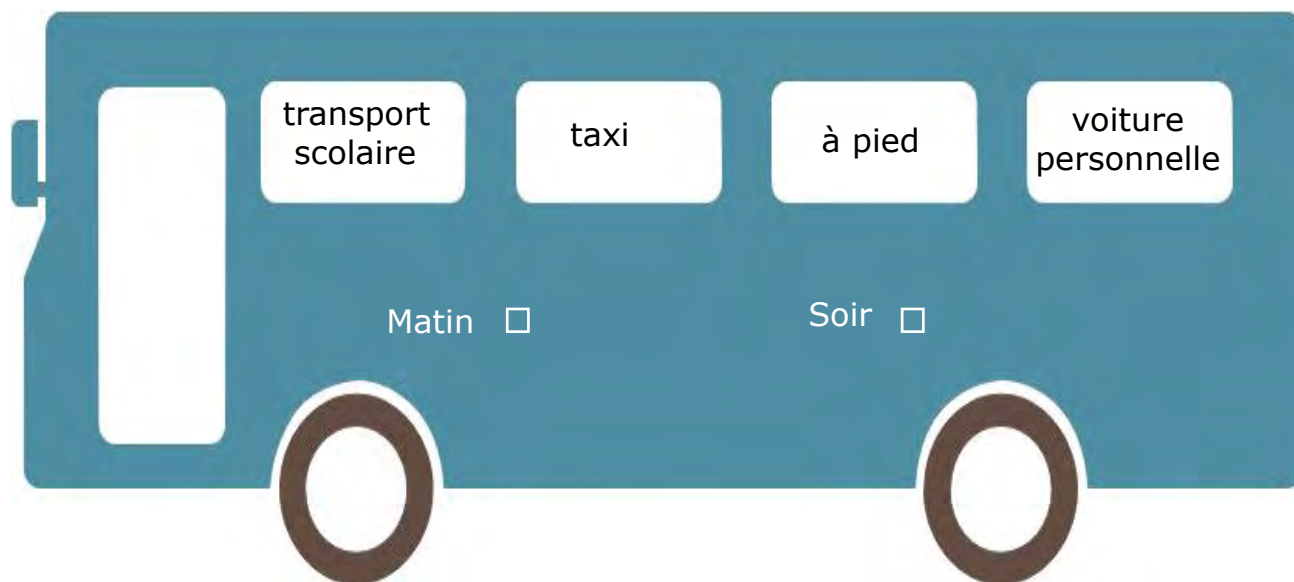 transport
scolaire
taxi
à pied
voiture
personnelle
Matin ☐
Soir ☐